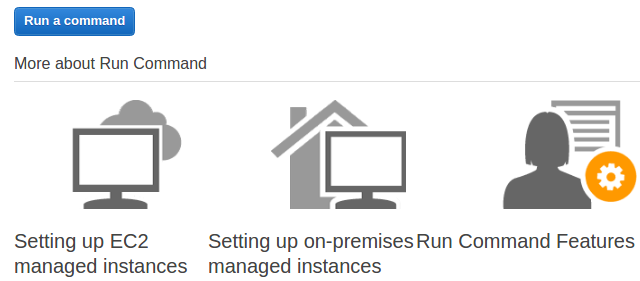 Run a command
More about Run Command
Setting up EC2
managed instances
Setting up on-premises
managed instances
Run Command Features